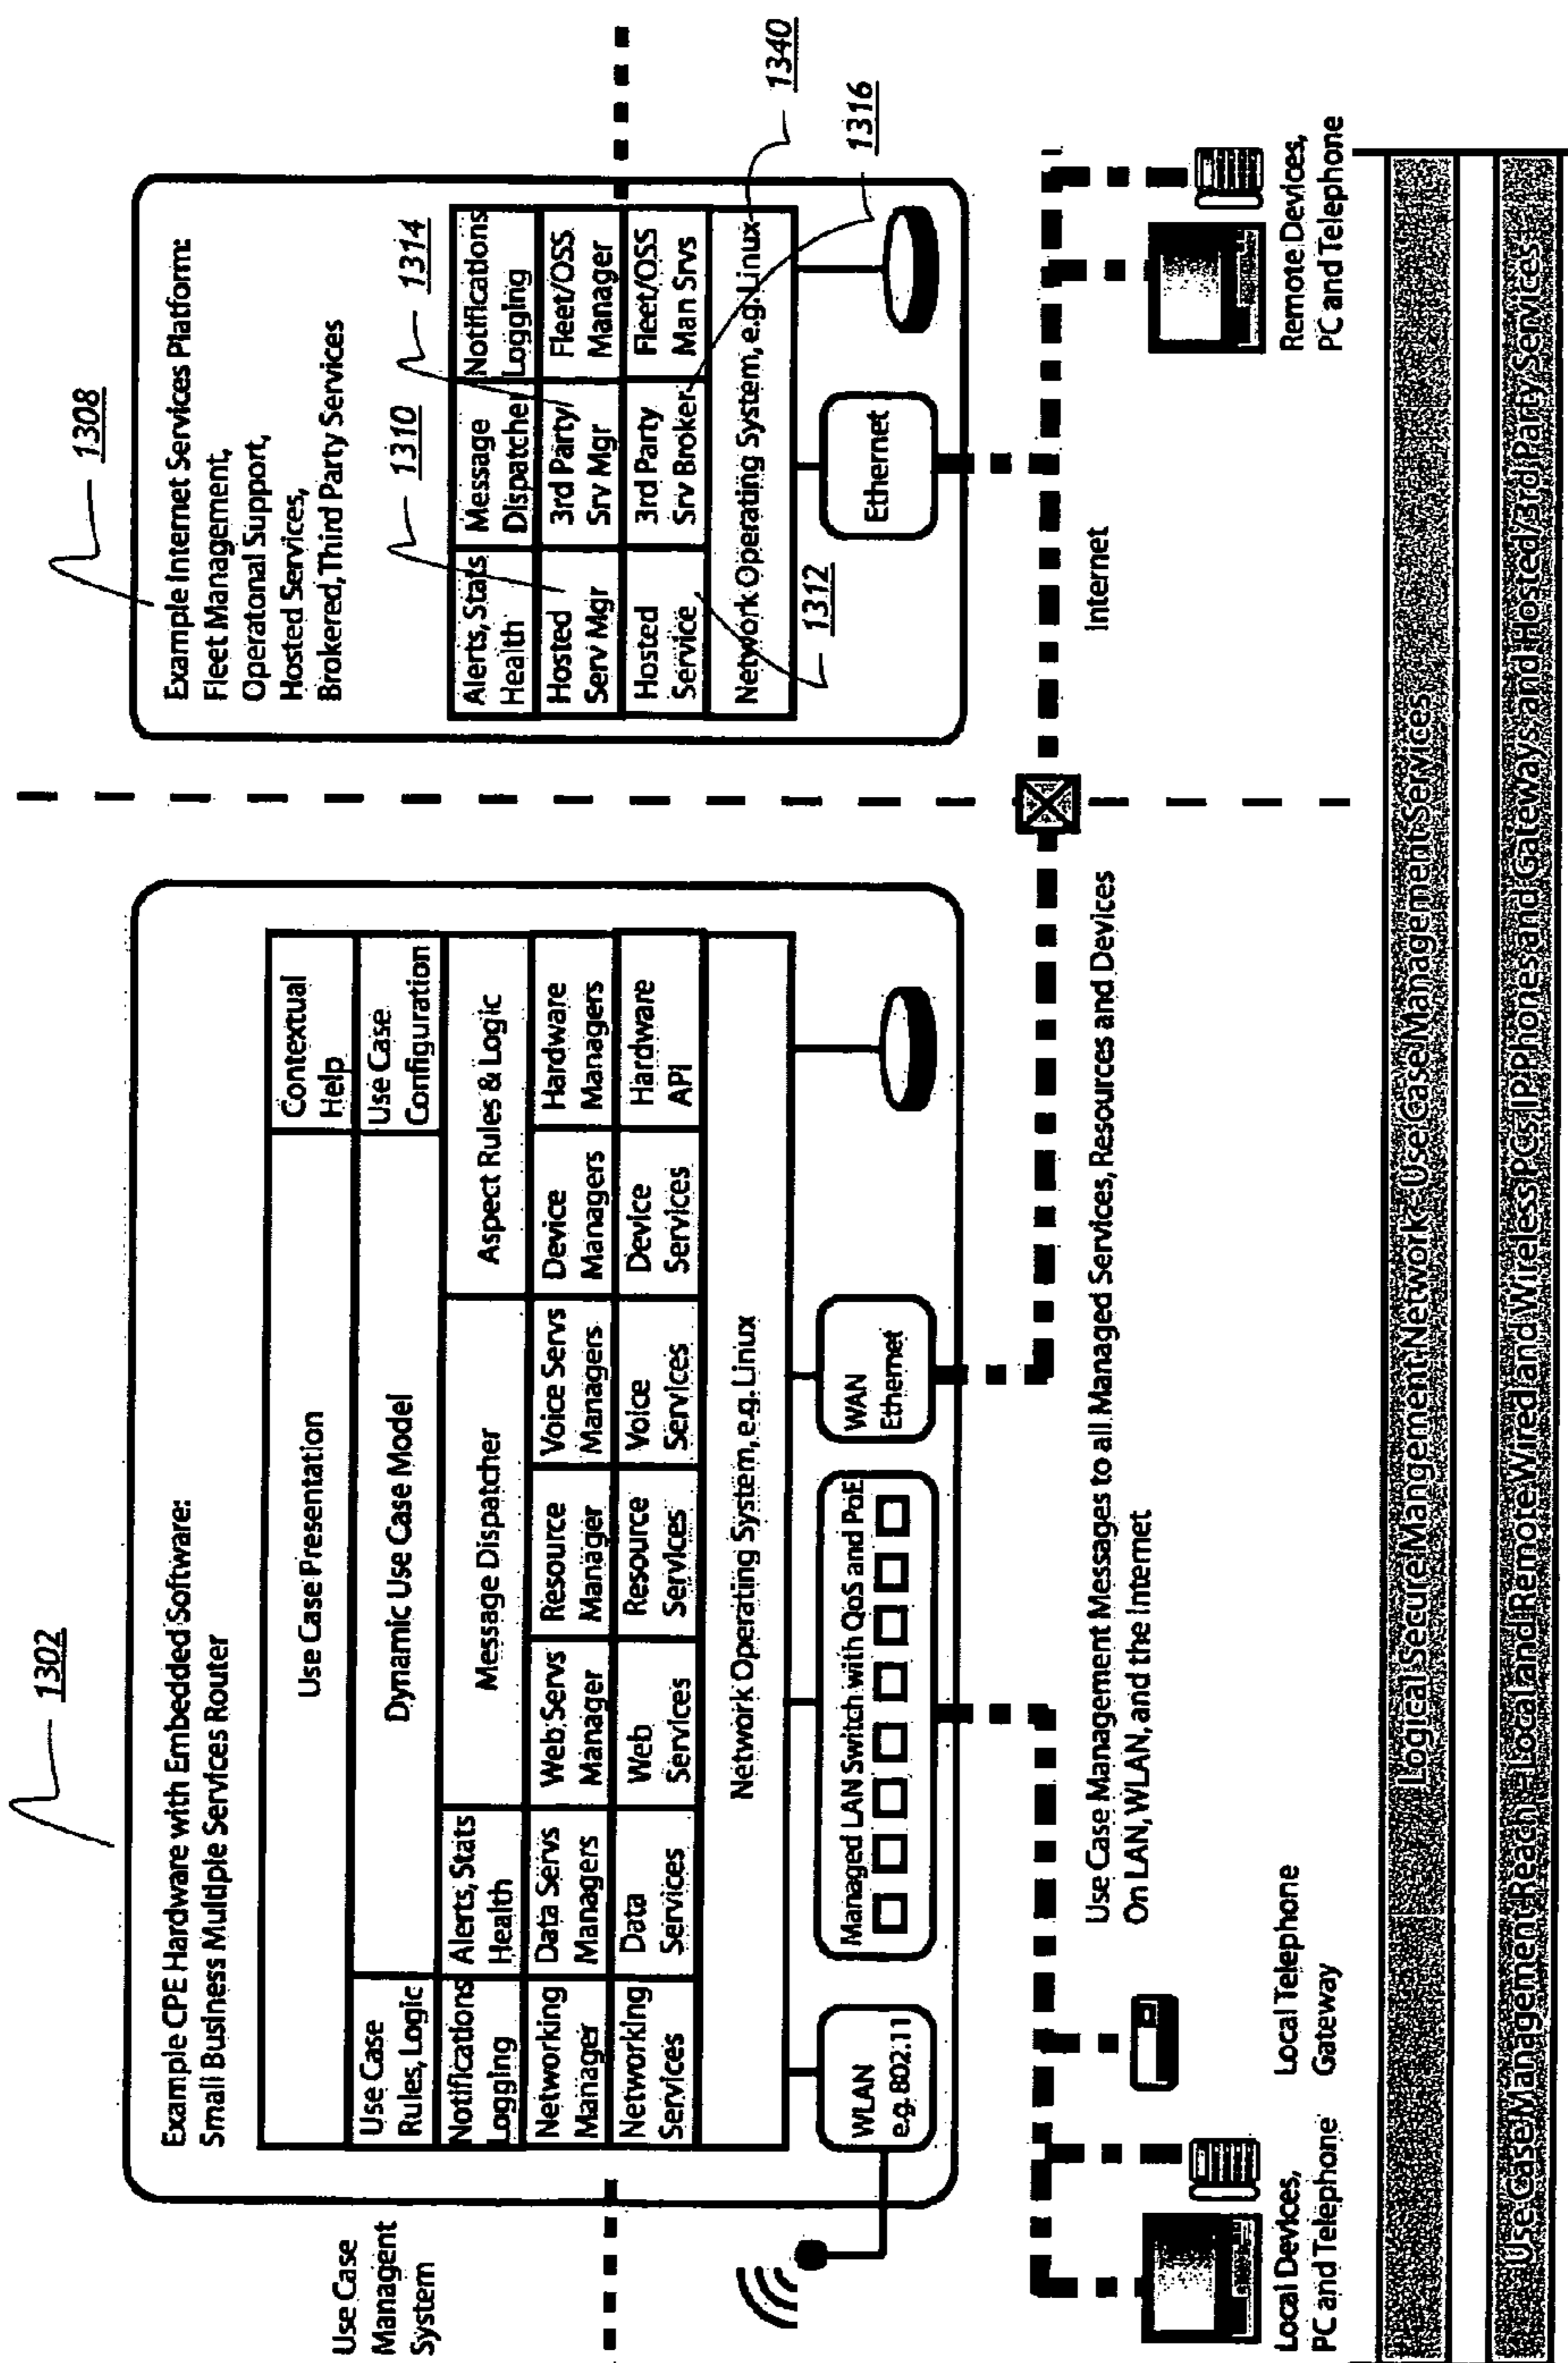 1302
Example CPE Hardware with Embedded Software:
Small Business Multiple Services Router
Use Case
Managent
System
Use Case Presentation
Contextual
Help
Use Case
Rules, Logic
Dynamic Use Case Model
Use Case
Configuration
Notifications
Logging
Alerts, Stats
Health
Message Dispatcher
Aspect Rules & Logic
Networking
Manager
Data Servs
Managers
Web Servs
Manager
Resource
Manager
Voice Servs
Managers
Device
Managers
Hardware
Managers
Networking
Services
Data
Services
Web
Services
Resource
Services
Voice
Services
Device
Services
Hardware
API
Network Operating System, e.g. Linux
WLAN
e.g. 802.11
Managed LAN Switch with QoS and PoE
WAN
Ethernet
1308
Example Internet Services Platform:
Fleet Management,
Operatonal Support,
Hosted Services,
Brokered, Third Party Services
1310
1314
Alerts, Stats
Health
Message
Dispatcher
Notifications
Logging
Hosted
Serv Mgr
3rd Party
Srv Mgr
Fleet/OSS
Manager
Hosted
Service
3rd Party
Srv Broker
Fleet/OSS
Man Srvs
Network Operating System, e.g. Linux
1340
1312
1316
Ethernet
Use Case Management Messages to all Managed Services, Resources and Devices
On LAN, WLAN, and the Internet
Internet
Local Devices,
PC and Telephone
Local Telephone
Gateway
Remote Devices,
PC and Telephone
Logical Secure Management Network - Use Case Management Services
Use Case Management Reach - Local and Remote Wired and Wireless PCs, IP Phones and Gateways and Hosted/3rd Party Services